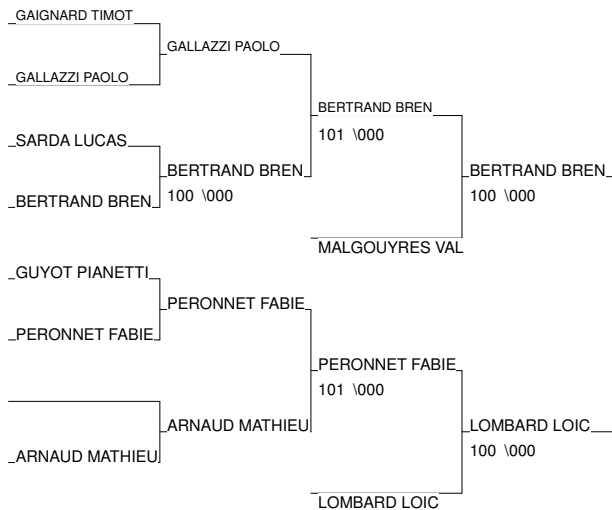 GAIGNARD TIMOT
GALLAZZI PAOLO
GALLAZZI PAOLO
BERTRAND BREN
101 \000
SARDA LUCAS
BERTRAND BREN
100 \000
BERTRAND BREN
100 \000
BERTRAND BREN
MALGOUYRES VAL
GUYOT PIANETTI
PERONNET FABIE
PERONNET FABIE
PERONNET FABIE
101 \000
ARNAUD MATHIEU
LOMBARD LOIC
100 \000
ARNAUD MATHIEU
LOMBARD LOIC